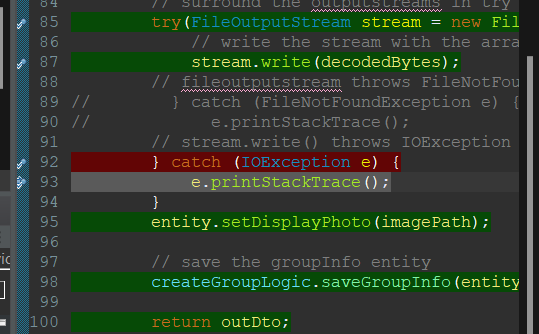 84 // surround the outputstreams in try
85 try(FileOutputStream stream = new Fil
86 // write the stream with the arra
87 stream.write(decodedBytes);
88 // fileoutputstream throws FileNotFou
89 // } catch (FileNotFoundException e) {
90 // e.printStackTrace();
91 // stream.write() throws IOException
92 } catch (IOException e) {
93 e.printStackTrace();
94 }
95 entity.setDisplayPhoto(imagePath);
96
97 // save the groupInfo entity
98 createGroupLogic.saveGroupInfo(entity
99
100 return outDto;